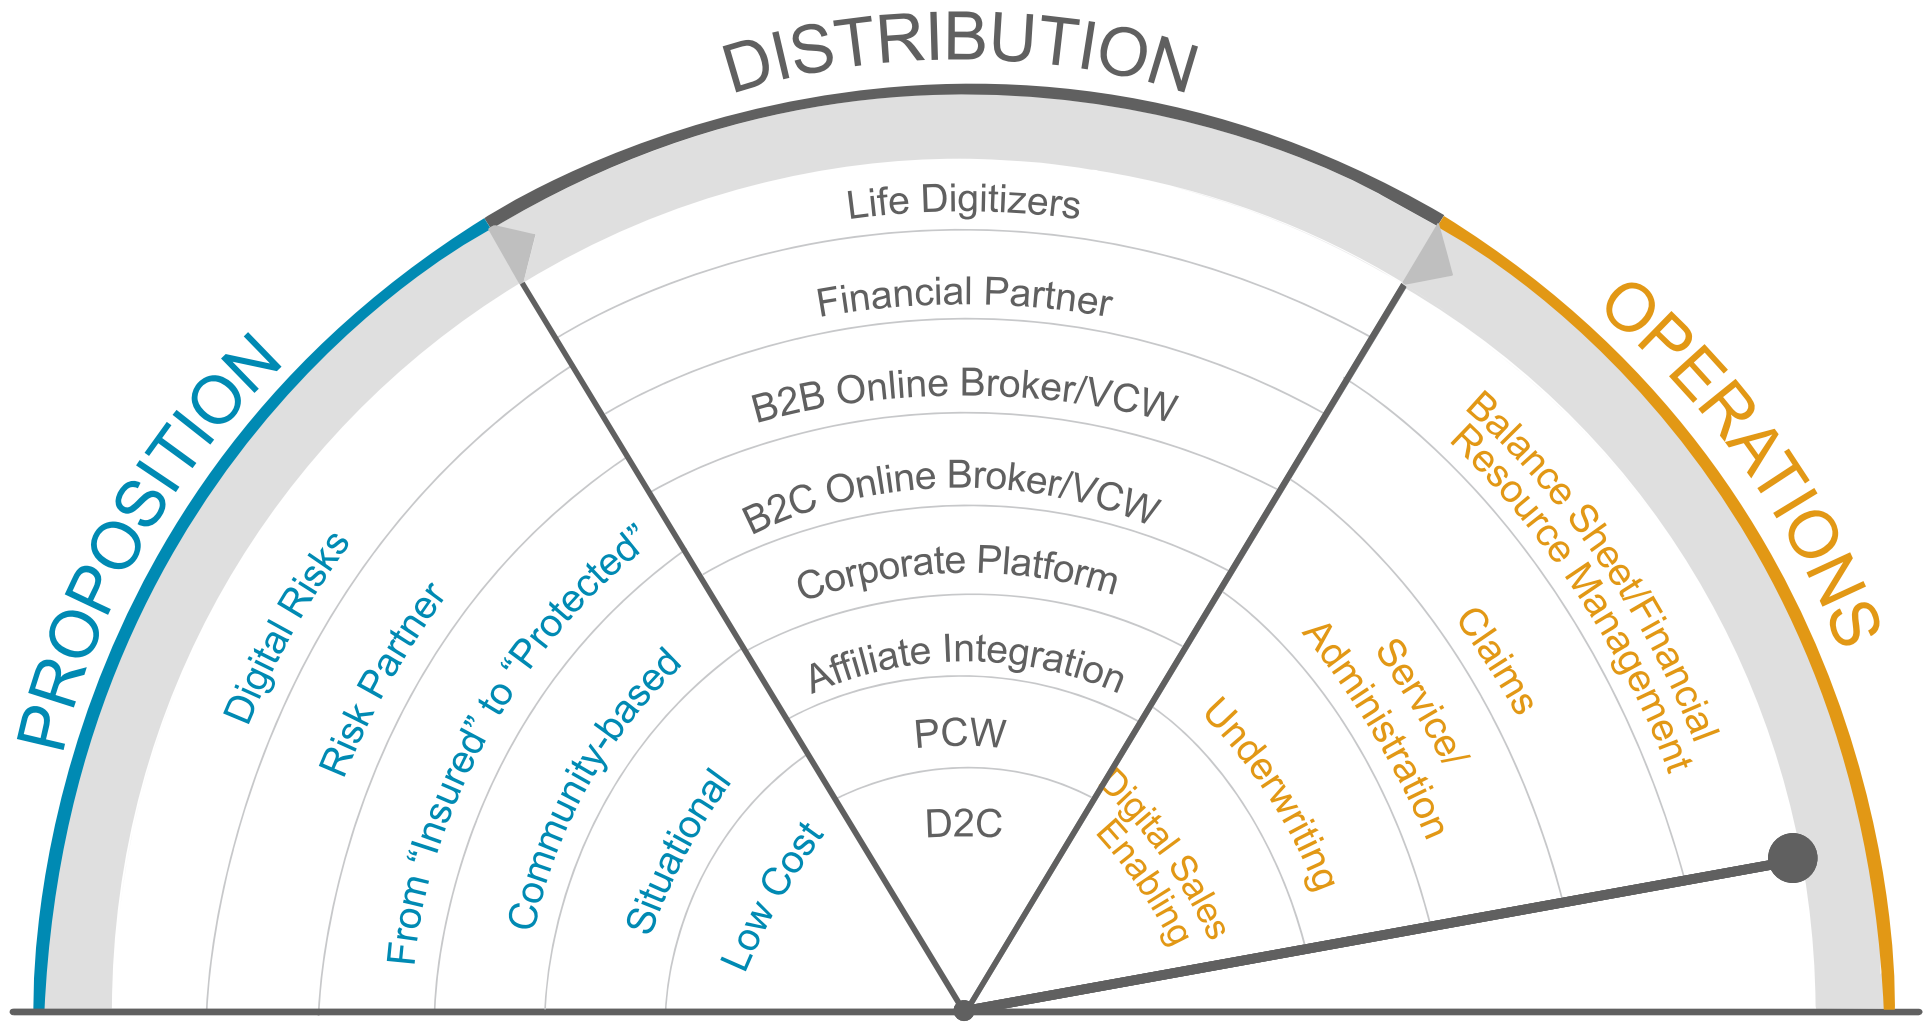 DISTRIBUTION
PROPOSITION
OPERATIONS
Digital Risks
Risk Partner
From “Insured” to “Protected”
Community-based
Situational
Low Cost
Life Digitizers
Financial Partner
B2B Online Broker/VCW
B2C Online Broker/VCW
Corporate Platform
Affiliate Integration
PCW
D2C
Balance Sheet/Financial
Resource Management
Claims
Service/
Administration
Underwriting
Digital Sales
Enabling